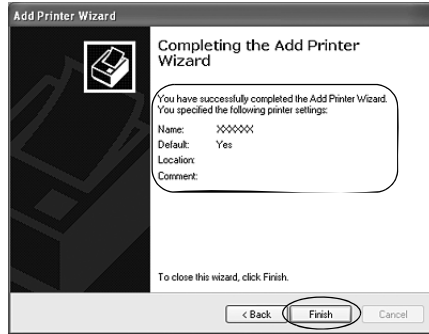 Add Printer Wizard
Completing the Add Printer
Wizard
You have successfully completed the Add Printer Wizard.
You specified the following printer settings:
Name: XXXXXX
Default: Yes
Location:
Comment:
To close this wizard, click Finish.
< Back Finish Cancel